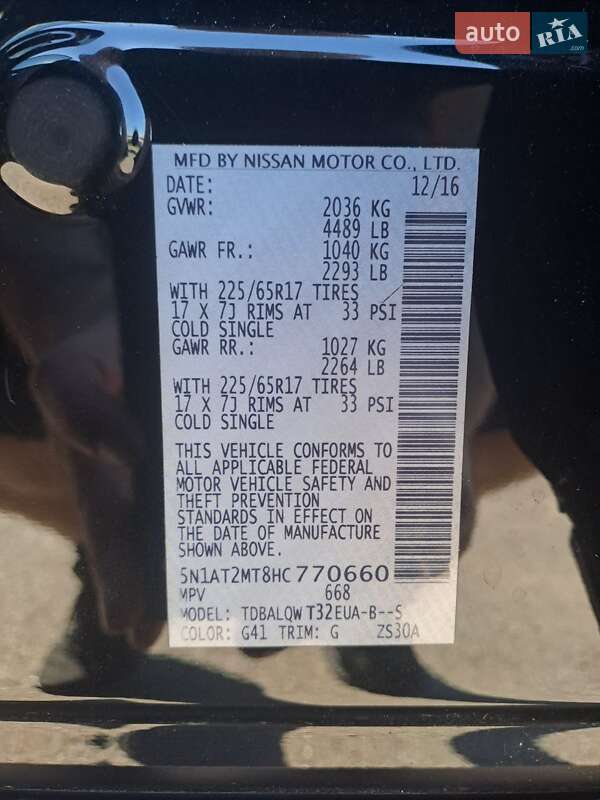 auto RIA.com
MFD BY NISSAN MOTOR CO., LTD.
DATE: 12/16
GVWR: 2036 KG
4489 LB
GAWR FR.: 1040 KG
2293 LB
WITH 225/65R17 TIRES
17 X 7J RIMS AT 33 PSI
COLD SINGLE
GAWR RR.: 1027 KG
2264 LB
WITH 225/65R17 TIRES
17 X 7J RIMS AT 33 PSI
COLD SINGLE
THIS VEHICLE CONFORMS TO
ALL APPLICABLE FEDERAL
MOTOR VEHICLE SAFETY AND
THEFT PREVENTION
STANDARDS IN EFFECT ON
THE DATE OF MANUFACTURE
SHOWN ABOVE.
5N1AT2MT8HC770660
MPV 668
MODEL: TDBALQWT32EUA-B--S
COLOR: G41 TRIM: G ZS30A